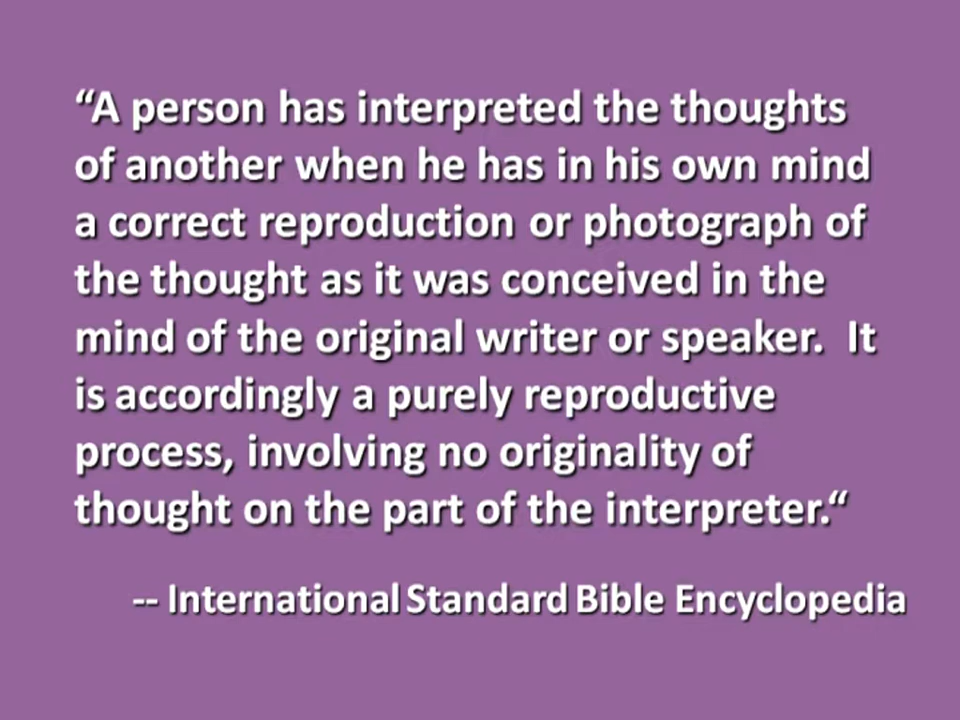 “A person has interpreted the thoughts
of another when he has in his own mind
a correct reproduction or photograph of
the thought as it was conceived in the
mind of the original writer or speaker.  It
is accordingly a purely reproductive
process, involving no originality of
thought on the part of the interpreter.“
-- International Standard Bible Encyclopedia